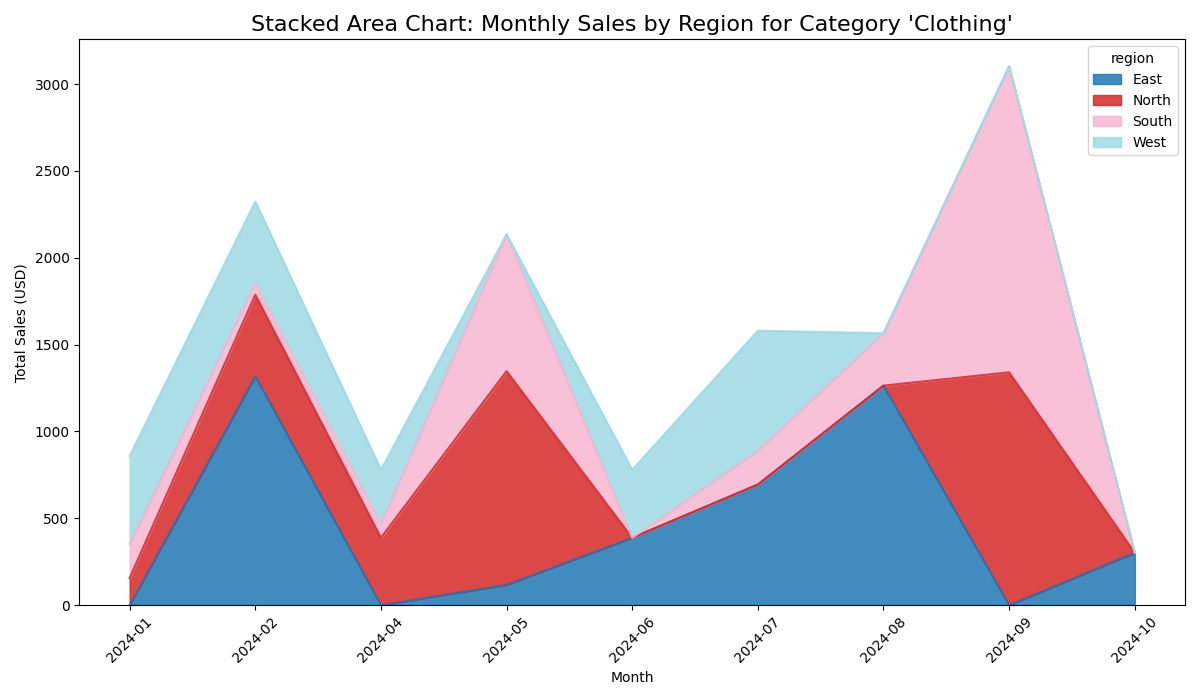 Stacked Area Chart: Monthly Sales by Region for Category 'Clothing'
region
East
North
South
West
Total Sales (USD)
3000
2500
2000
1500
1000
500
0
2024-01
2024-02
2024-04
2024-05
2024-06
2024-07
2024-08
2024-09
2024-10
Month